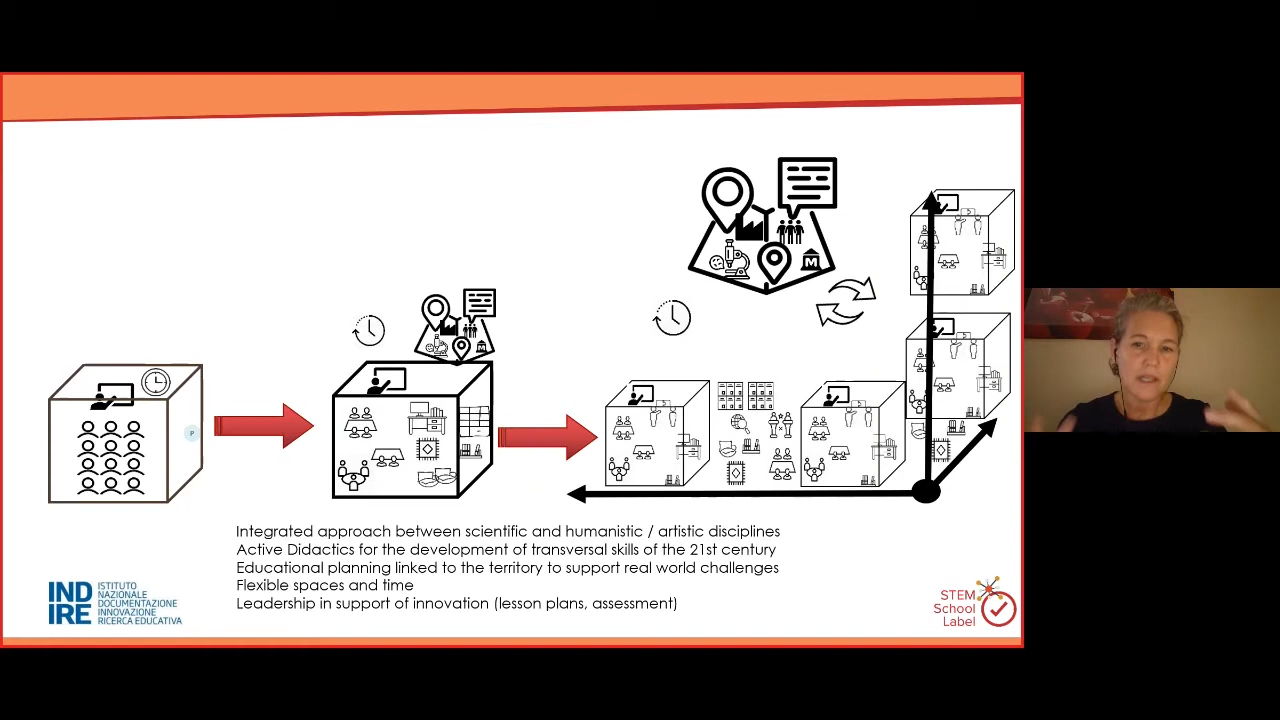 M
M
P
Integrated approach between scientific and humanistic / artistic disciplines
Active Didactics for the development of transversal skills of the 21st century
Educational planning linked to the territory to support real world challenges
Flexible spaces and time
Leadership in support of innovation (lesson plans, assessment)
IND
IRE
ISTITUTO
NAZIONALE
DOCUMENTAZIONE
INNOVAZIONE
RICERCA EDUCATIVA
STEM
School
Label